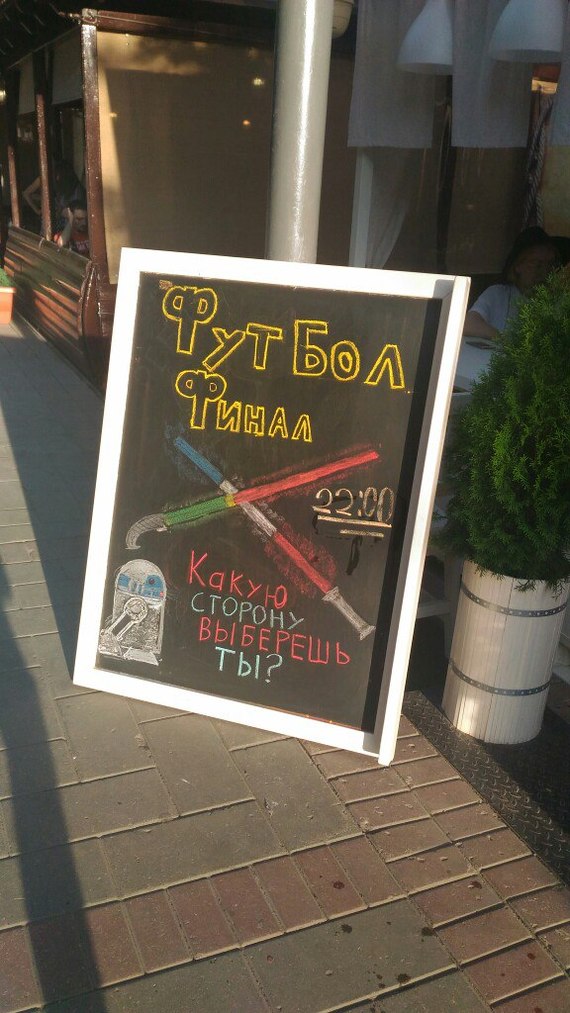 Футбол
Финал
22:00
Какую
сторону
выберешь
ты?